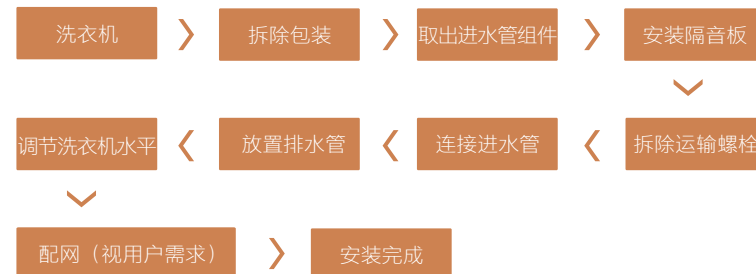 洗衣机
拆除包装
取出进水管组件
安装隔音板
拆除运输螺栓
连接进水管
放置排水管
调节洗衣机水平
配网（视用户需求）
安装完成